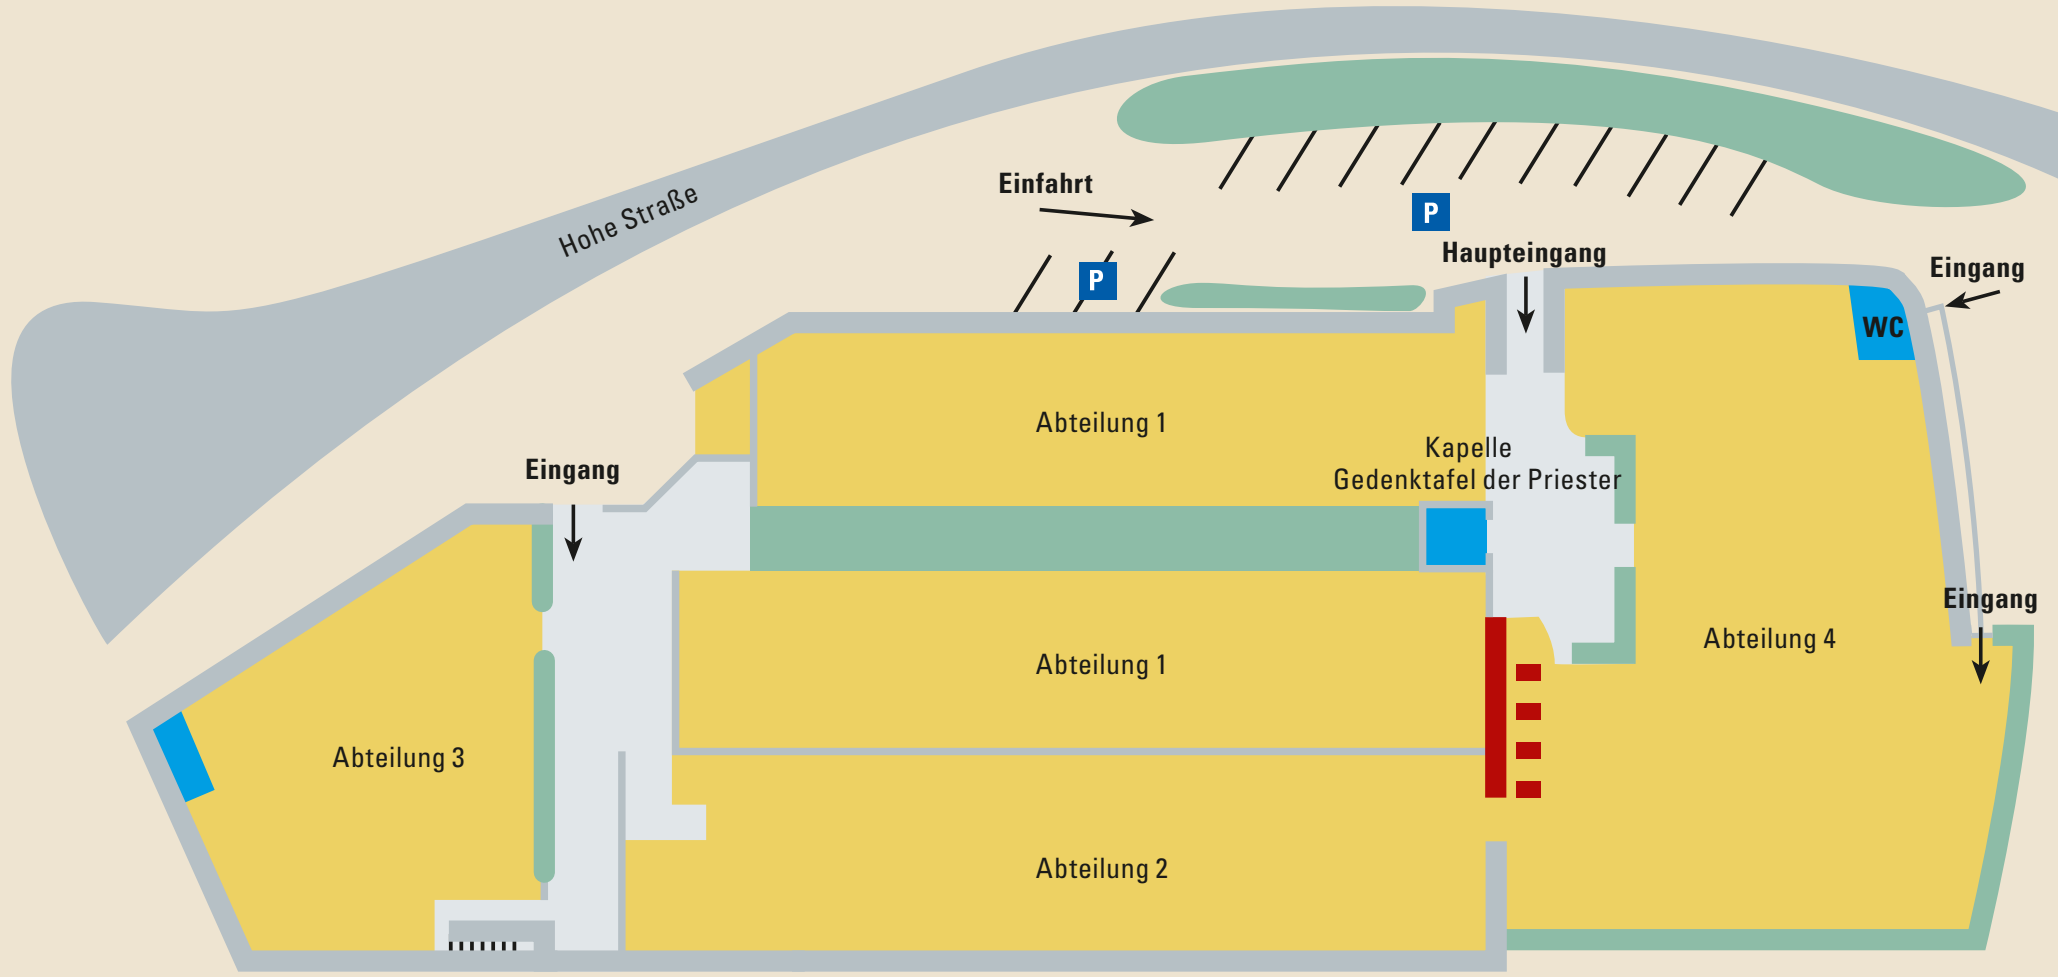 Hohe Straße
Einfahrt
P
P
Haupteingang
Eingang
WC
Abteilung 1
Kapelle
Gedenktafel der Priester
Eingang
Eingang
Abteilung 4
Abteilung 1
Abteilung 3
Abteilung 2